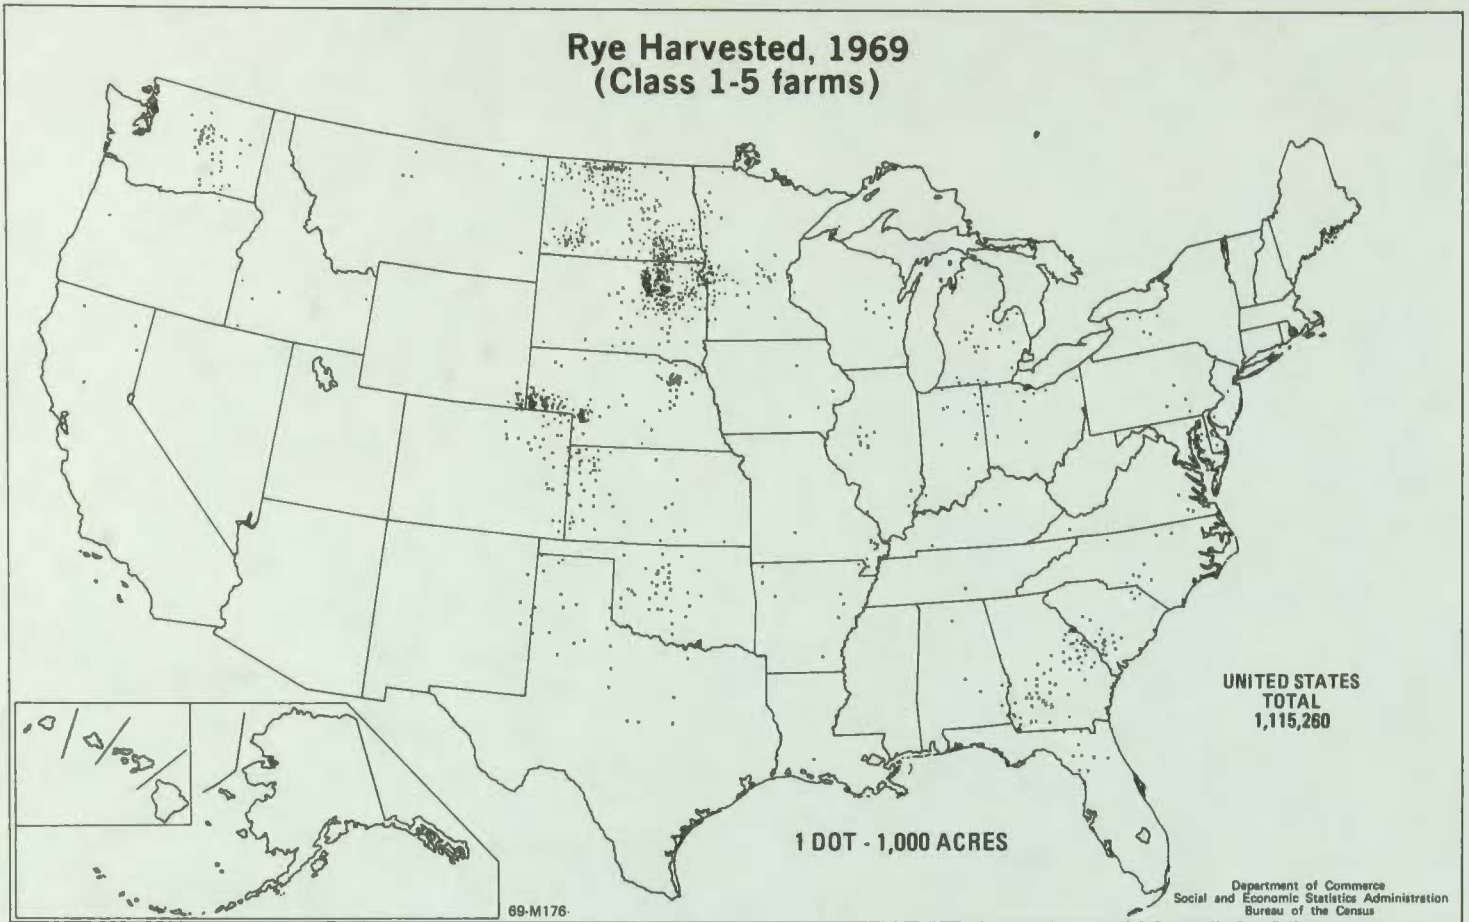 Rye Harvested, 1969
(Class 1-5 farms)
UNITED STATES
TOTAL
1,115,260
1 DOT - 1,000 ACRES
Department of Commerce
Social and Economic Statistics Administration
Bureau of the Census
69-M176-